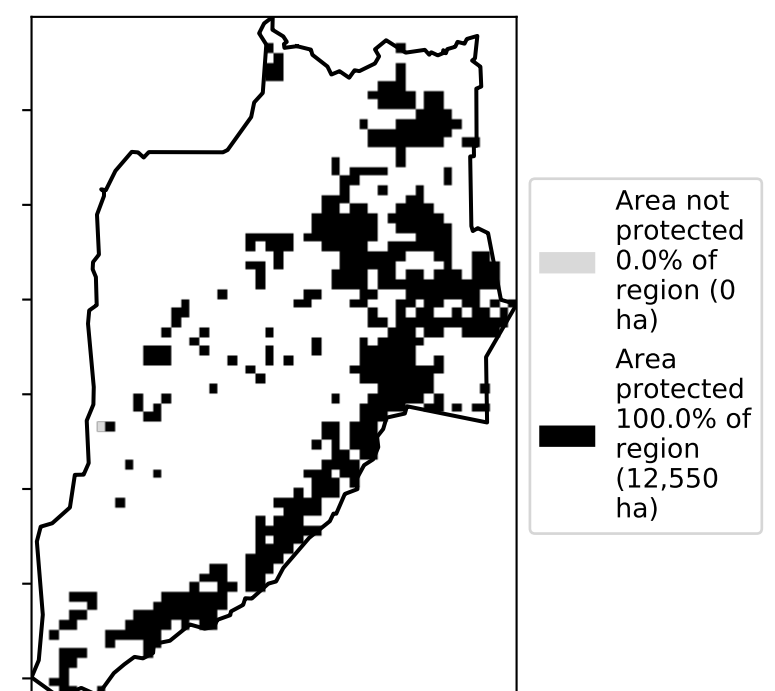 Area not
protected
0.0% of
region (0
ha)
Area
protected
100.0% of
region
(12,550
ha)